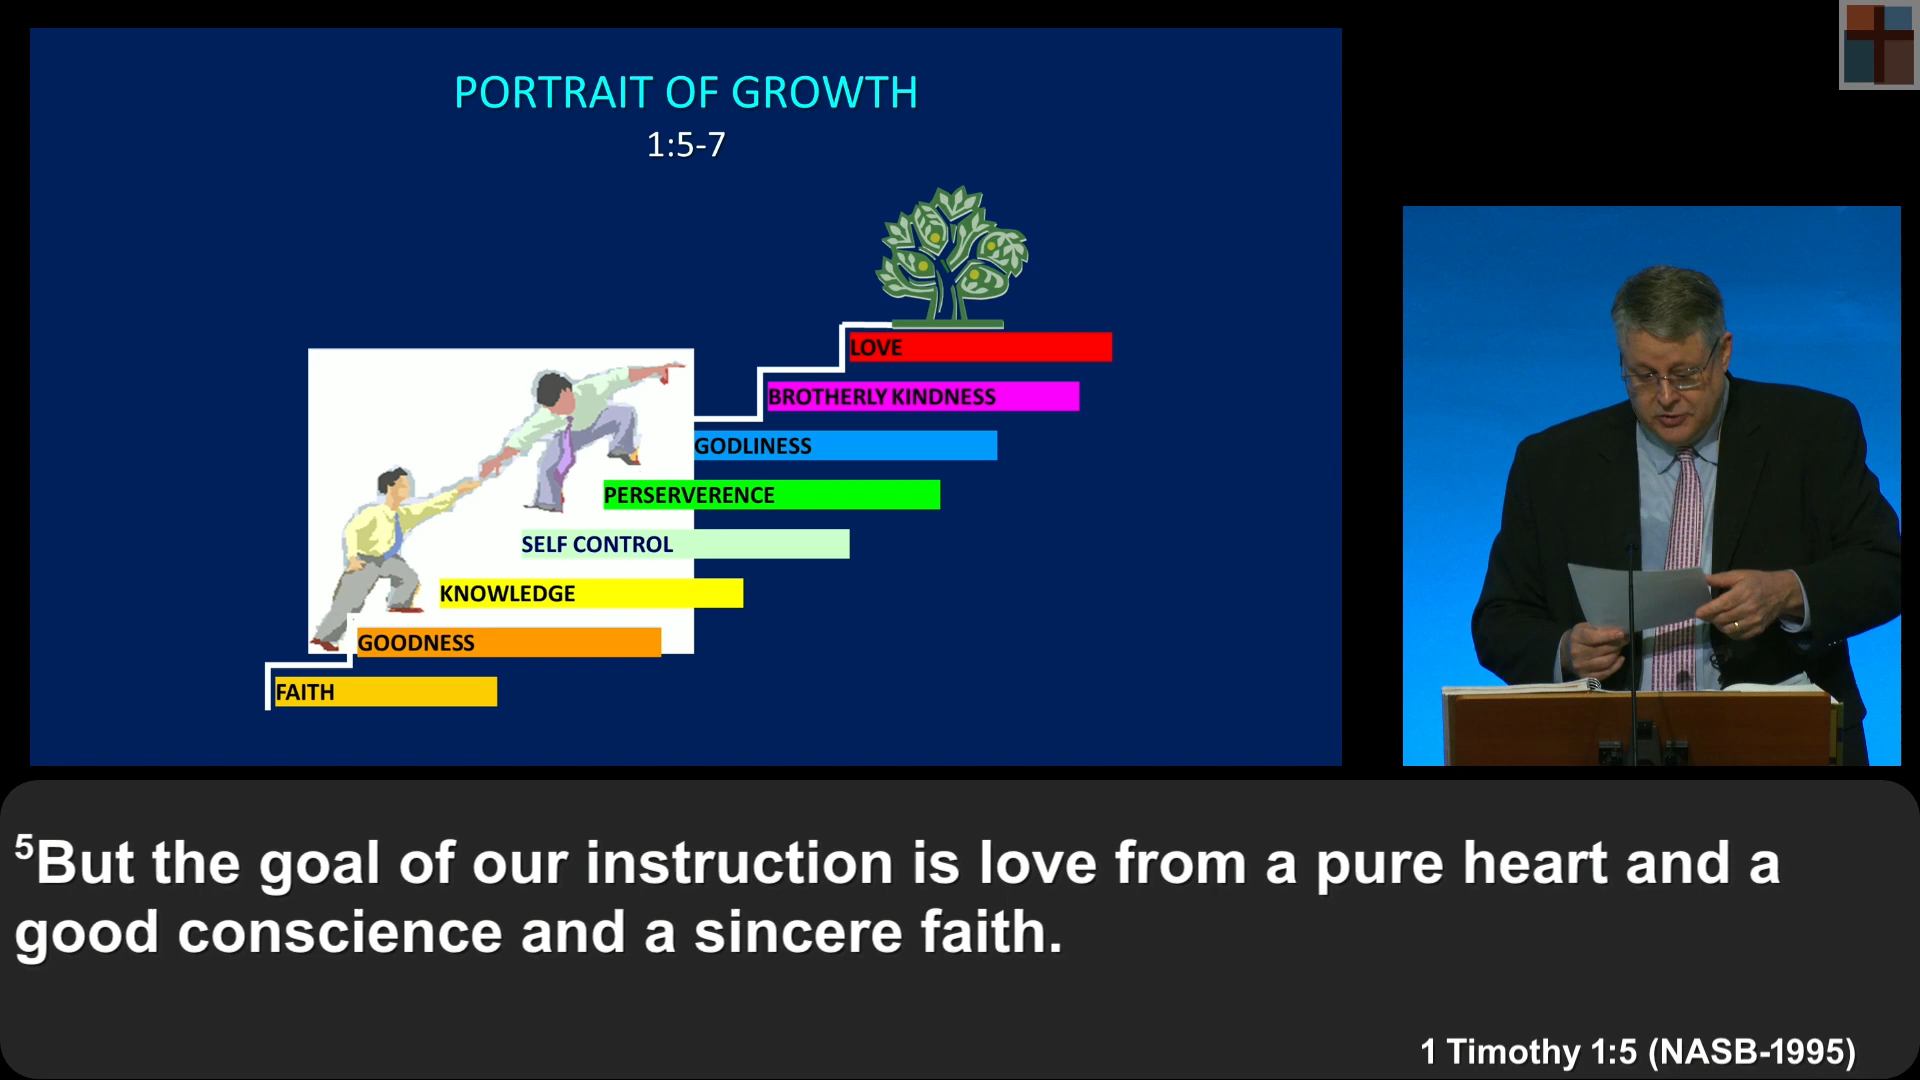 PORTRAIT OF GROWTH
1:5-7
LOVE
BROTHERLY KINDNESS
GODLINESS
PERSERVERENCE
SELF CONTROL
KNOWLEDGE
GOODNESS
FAITH
5But the goal of our instruction is love from a pure heart and a
good conscience and a sincere faith.
1 Timothy 1:5 (NASB-1995)